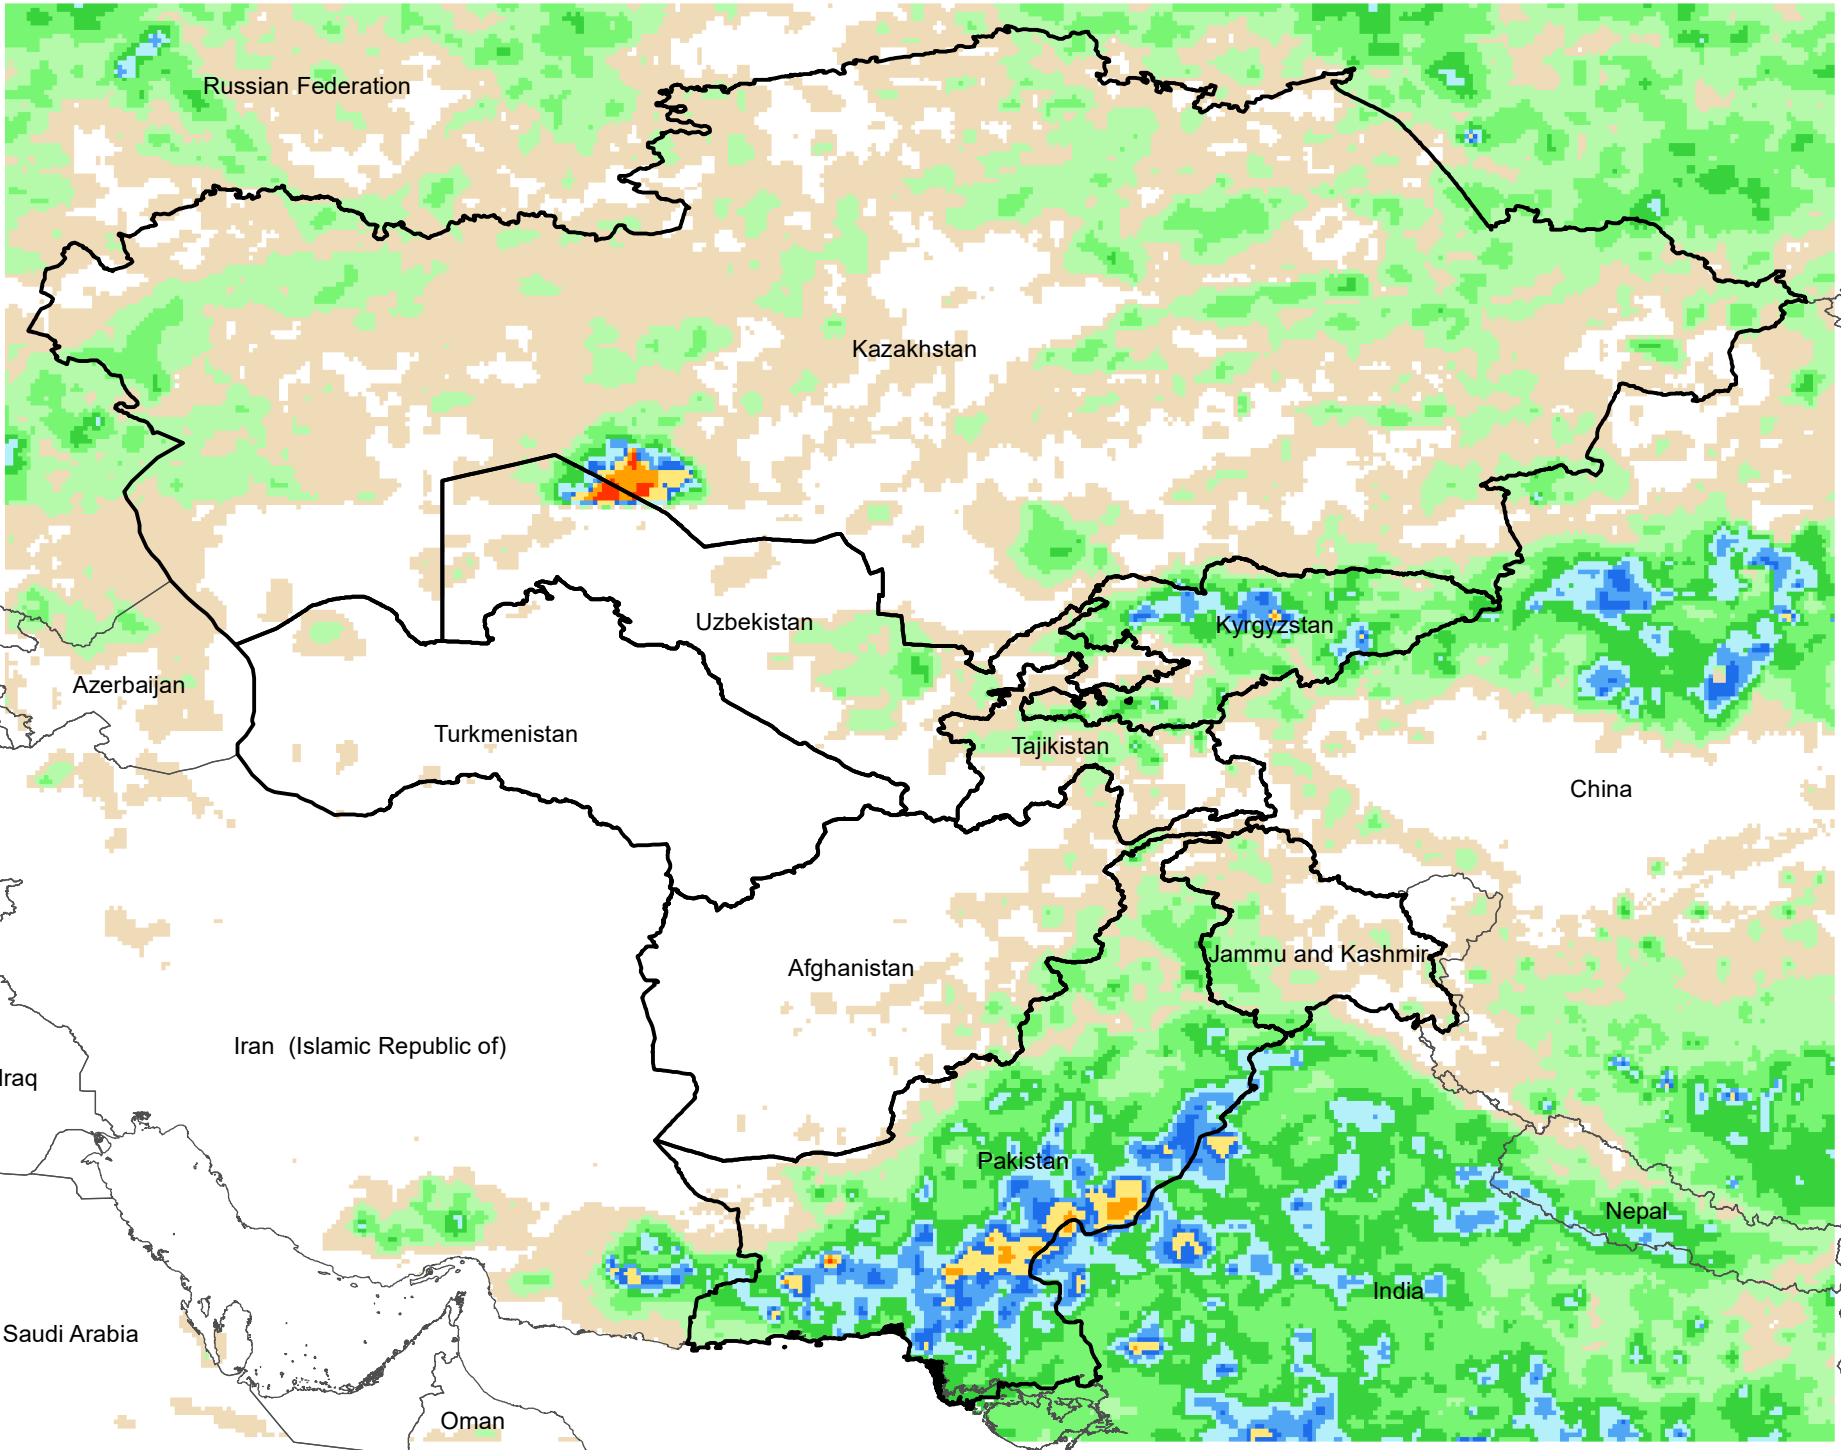 Russian Federation
Kazakhstan
Uzbekistan
Kyrgyzstan
Azerbaijan
Turkmenistan
Tajikistan
China
Jammu and Kashmir
Afghanistan
Iran (Islamic Republic of)
Iraq
Pakistan
Nepal
India
Saudi Arabia
Oman